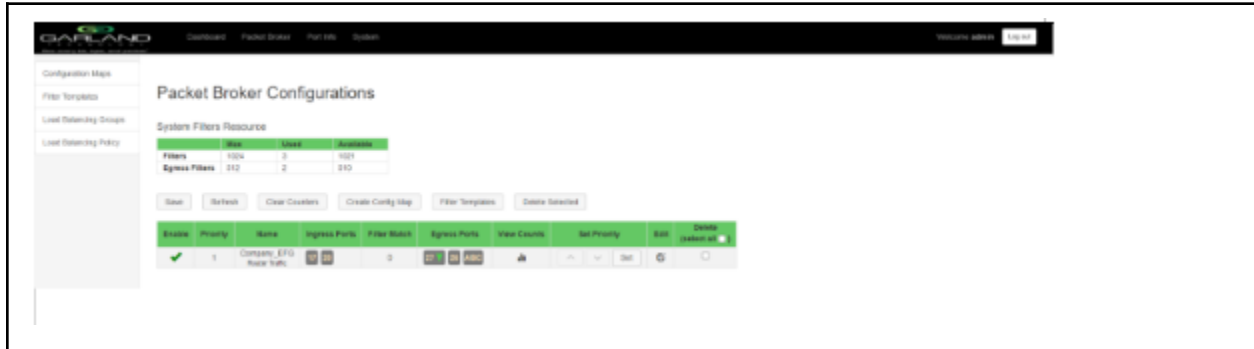 GARLAND
Dashboard Packet Broker Port Info System
Welcome admin Log out
Configuration Maps
Filter Templates
Load Balancing Groups
Load Balancing Policy
Packet Broker Configurations
System Filters Resource
Max Used Available
Filters 1024 3 1021
Egress Filters 512 2 510
Save Refresh Clear Counters Create Config Map Filter Templates Delete Selected
Enable Priority Name Ingress Ports Filter Match Egress Ports View Counts Set Priority Edit Delete
(select all )
1 Company_EFG 0 Set
Traffic